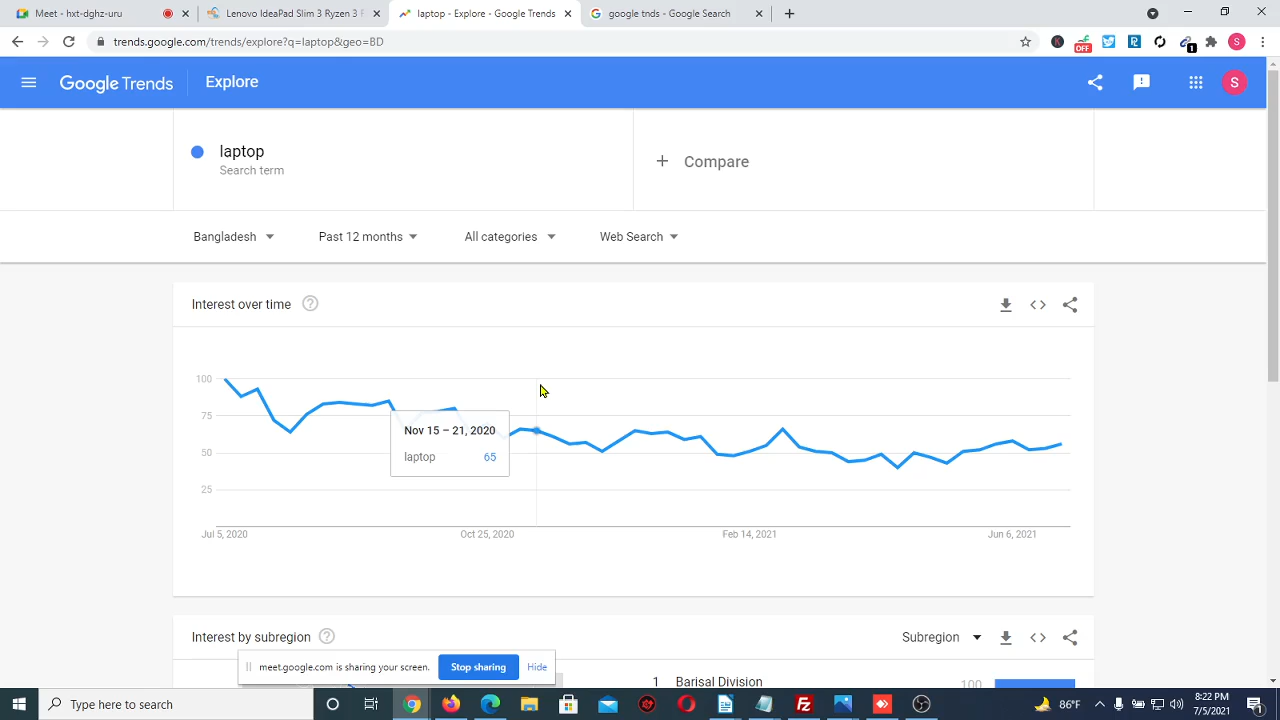 Meet - hxt-dghz-uru
Lenovo IdeaPad Slim 3 Ryzen 3
laptop - Explore - Google Trends
google tnds - Google Search
trends.google.com/trends/explore?q=laptop&geo=BD
OFF
1
S
Google Trends
Explore
S
laptop
Search term
+ Compare
Bangladesh
Past 12 months
All categories
Web Search
Interest over time
100
75
50
25
Nov 15 – 21, 2020
laptop 65
Jul 5, 2020
Oct 25, 2020
Feb 14, 2021
Jun 6, 2021
Interest by subregion
Subregion
meet.google.com is sharing your screen.
Stop sharing
Hide
1 Barisal Division 100
Type here to search
86°F
8:22 PM
7/5/2021